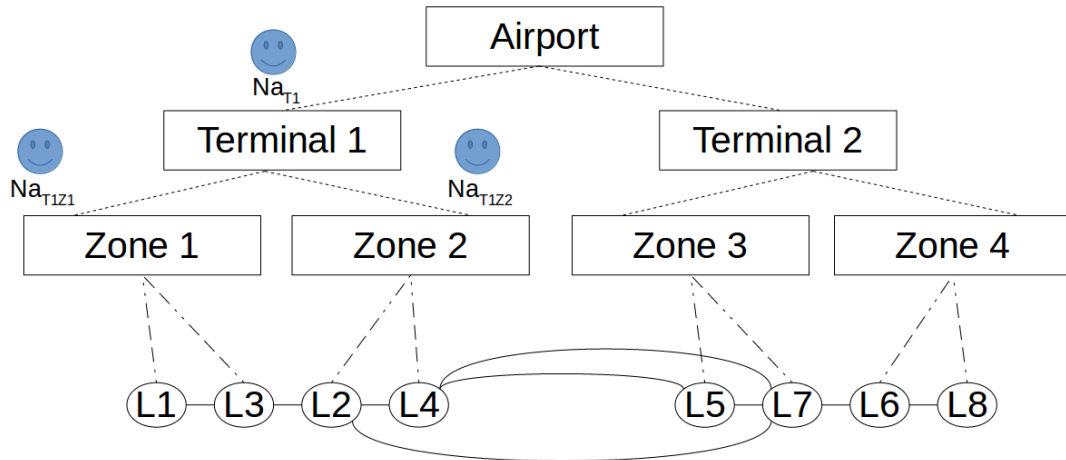 Airport
Na_T1
Terminal 1 Terminal 2
Na_T1Z1 Na_T1Z2
Zone 1 Zone 2 Zone 3 Zone 4
L1 L3 L2 L4 L5 L7 L6 L8